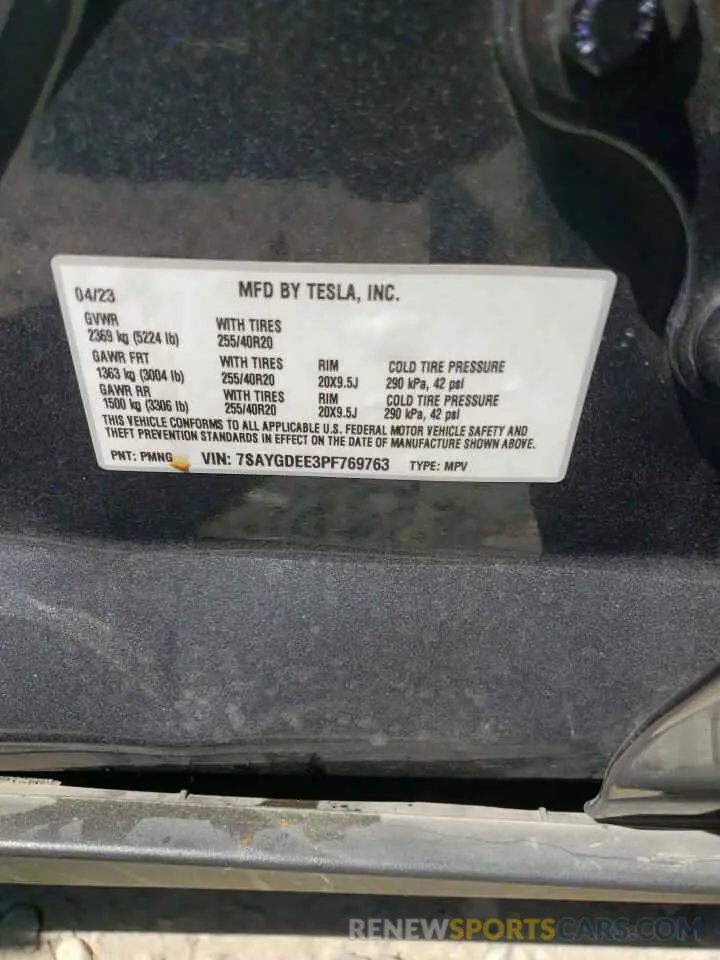 04/23 MFD BY TESLA, INC.
GVWR
2369 kg (5224 lb) WITH TIRES 255/40R20
GAWR FRT WITH TIRES RIM COLD TIRE PRESSURE
1363 kg (3004 lb) 255/40R20 20X9.5J 290 kPa, 42 psi
GAWR RR WITH TIRES RIM COLD TIRE PRESSURE
1500 kg (3306 lb) 255/40R20 20X9.5J 290 kPa, 42 psi
THIS VEHICLE CONFORMS TO ALL APPLICABLE U.S. FEDERAL MOTOR VEHICLE SAFETY AND
THEFT PREVENTION STANDARDS IN EFFECT ON THE DATE OF MANUFACTURE SHOWN ABOVE.
PNT: PMNG VIN: 7SAYGDEE3PF769763 TYPE: MPV
RENEWSPORTSCARS.COM